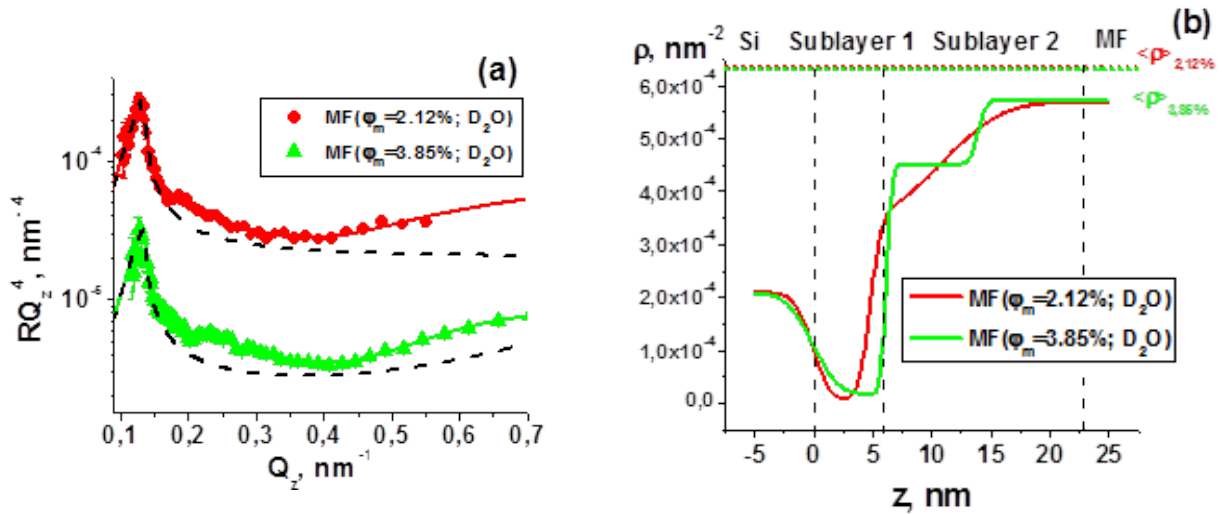 (a)
MF(φm=2.12%; D2O)
MF(φm=3.85%; D2O)
10-4
10-5
RQz4, nm-4
0,1 0,2 0,3 0,4 0,5 0,6 0,7
Qz, nm-1
(b)
ρ, nm-2 Si Sublayer 1 Sublayer 2 MF
<ρ>2,12%
<ρ>3,85%
6,0x10-4
5,0x10-4
4,0x10-4
3,0x10-4
2,0x10-4
1,0x10-4
0,0
MF(φm=2.12%; D2O)
MF(φm=3.85%; D2O)
-5 0 5 10 15 20 25
z, nm